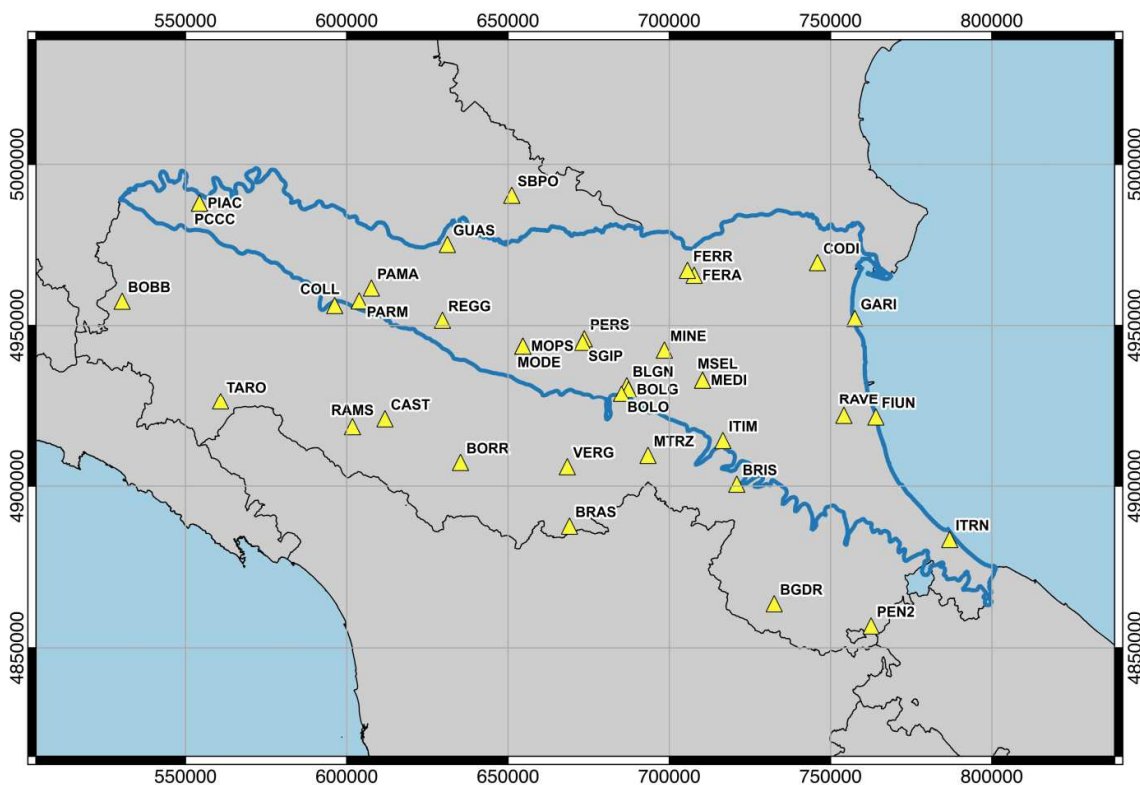 550000 600000 650000 700000 750000 800000
5000000 5000000
SBPO
PIAC
PCCC
GUAS
CODI
FERR
FERA
PAMA
BOBB
COLL
GARI
PARM
REGG
4950000 4950000
PERS
MINE
MOPS
SGIP
MODE
MSEL
BLGN
MEDI
BOLG
TARO
RAVE
FIUN
CAST
BOLO
RAMS
ITIM
MTRZ
BORR
VERG
BRIS
4900000 4900000
BRAS
ITRN
BGDR
PEN2
4850000 4850000
550000 600000 650000 700000 750000 800000